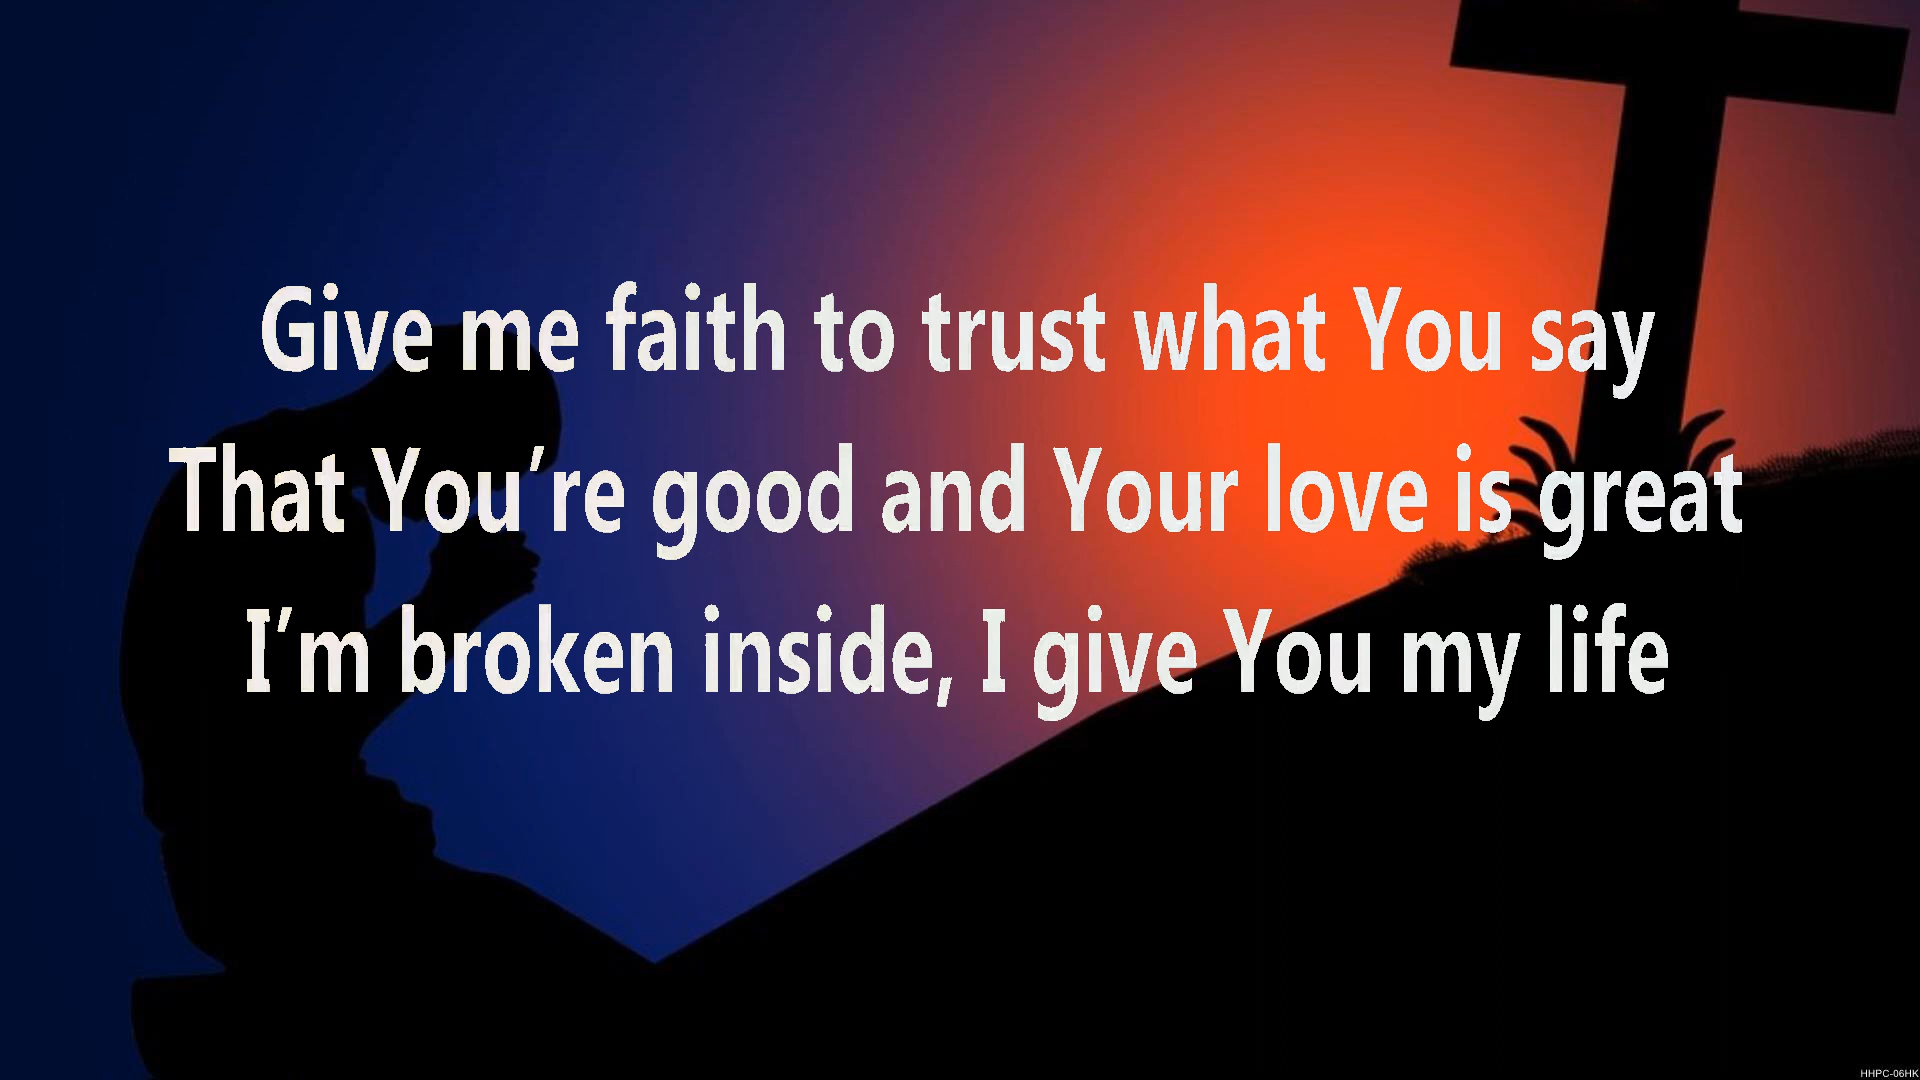 Give me faith to trust what You say
That You’re good and Your love is great
I’m broken inside, I give You my life
HHPC-06HK